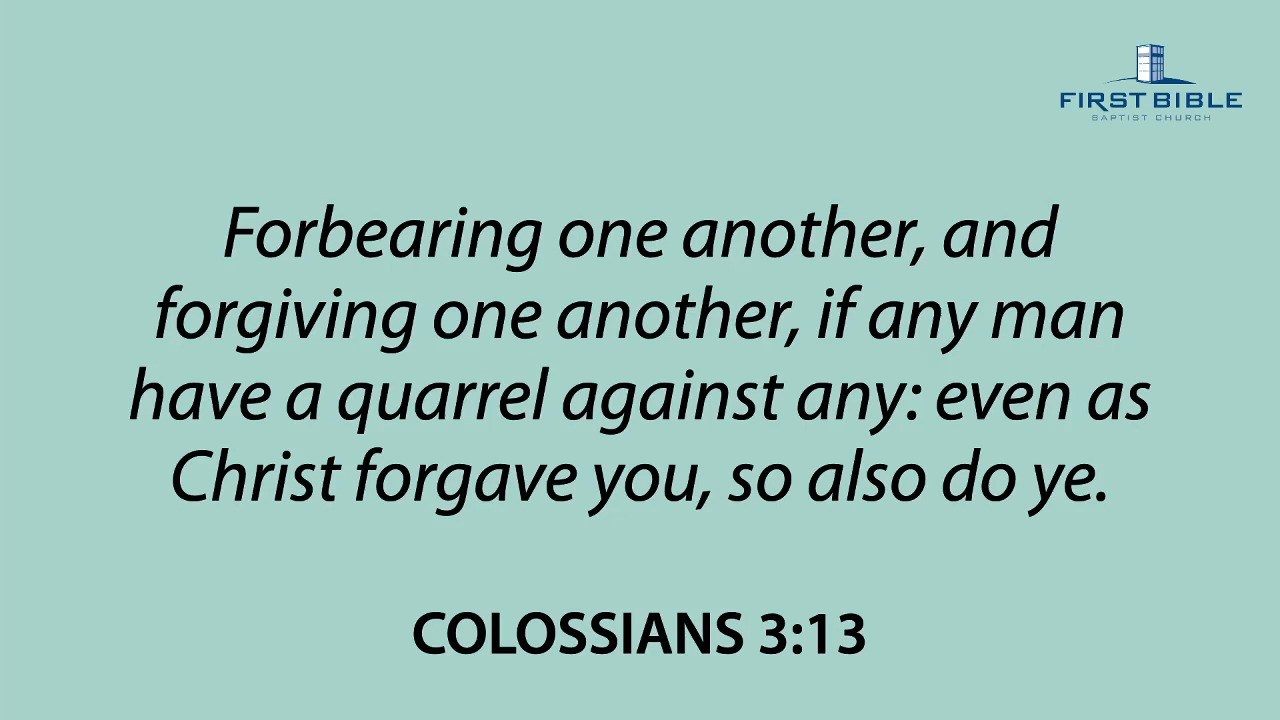 FIRST BIBLE
BAPTIST CHURCH
Forbearing one another, and
forgiving one another, if any man
have a quarrel against any: even as
Christ forgave you, so also do ye.
COLOSSIANS 3:13